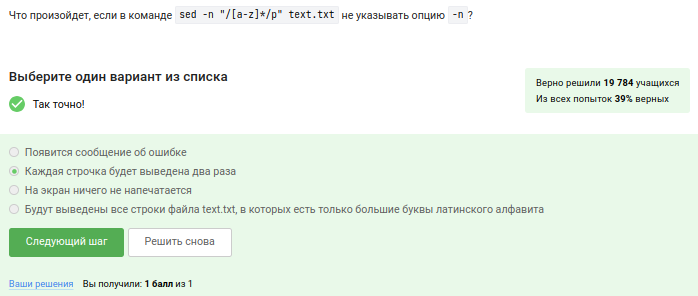 Что произойдет, если в команде sed -n "/[a-z]*/p" text.txt не указывать опцию -n ?
Выберите один вариант из списка
Так точно!
Верно решили 19 784 учащихся
Из всех попыток 39% верных
Появится сообщение об ошибке
Каждая строчка будет выведена два раза
На экран ничего не напечатается
Будут выведены все строки файла text.txt, в которых есть только большие буквы латинского алфавита
Следующий шаг
Решить снова
Ваши решения Вы получили: 1 балл из 1